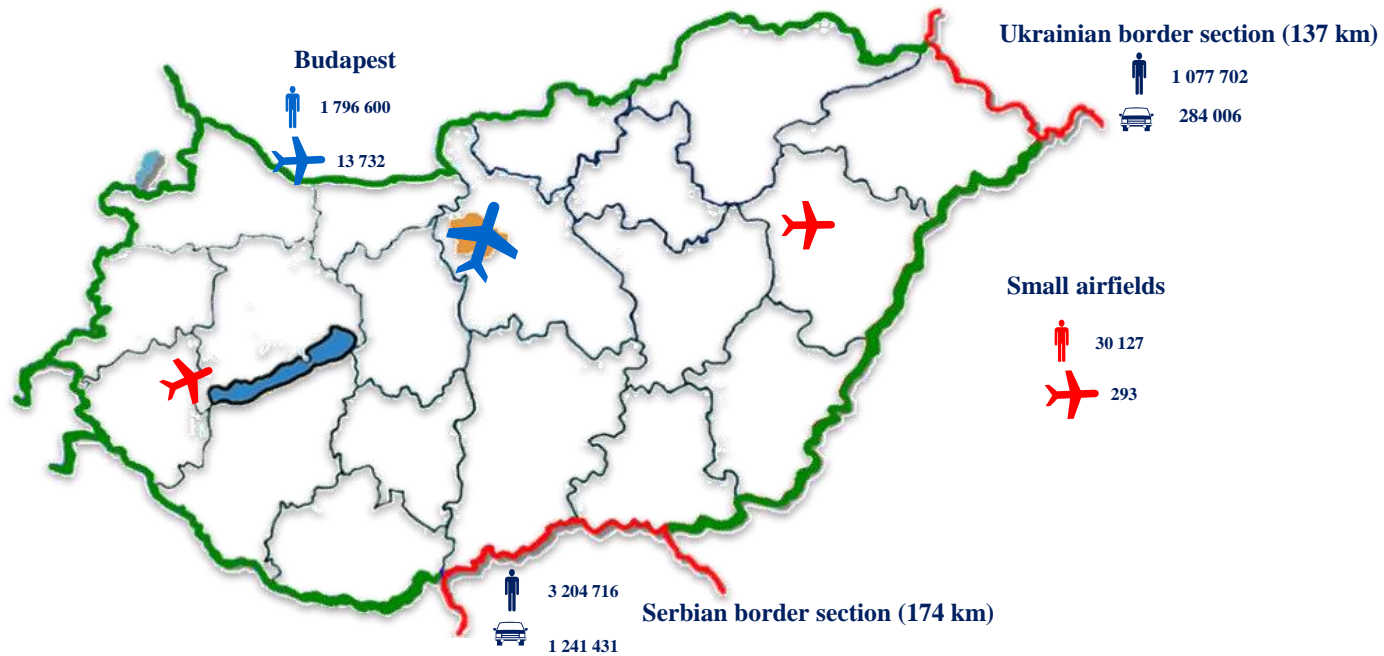 Ukrainian border section (137 km)
1 077 702
284 006
Budapest
1 796 600
13 732
Small airfields
30 127
293
3 204 716
Serbian border section (174 km)
1 241 431